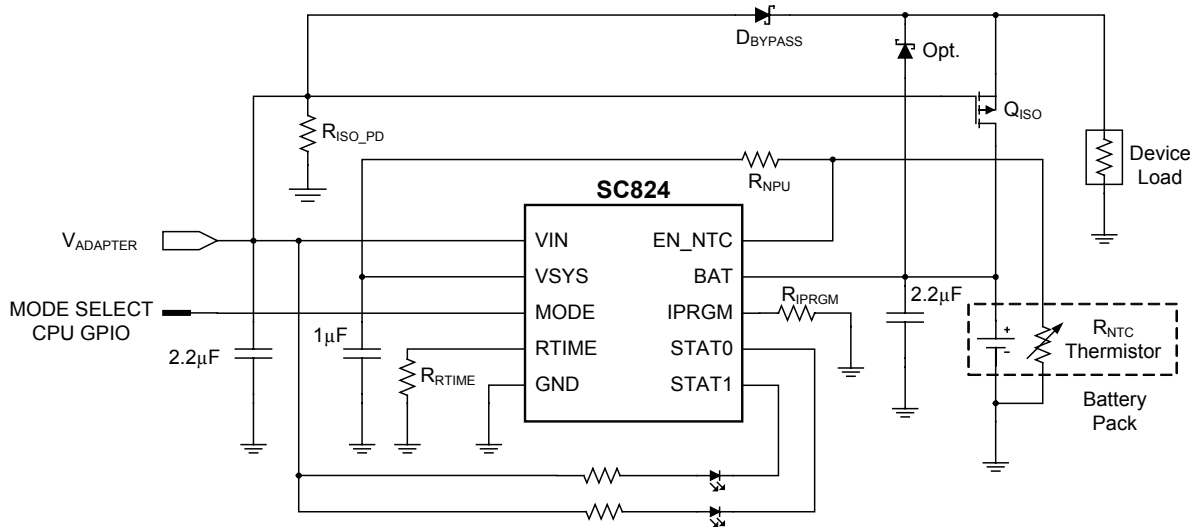 DBYPASS
Opt.
QISO
RISO_PD
RNPU
Device
Load
SC824
VADAPTER
VIN
EN_NTC
VSYS
BAT
MODE SELECT
CPU GPIO
MODE
IPRGM
RIPRGM
2.2µF
RTIME
STAT0
GND
STAT1
2.2µF
1µF
RRTIME
+
-
RNTC
Thermistor
Battery
Pack